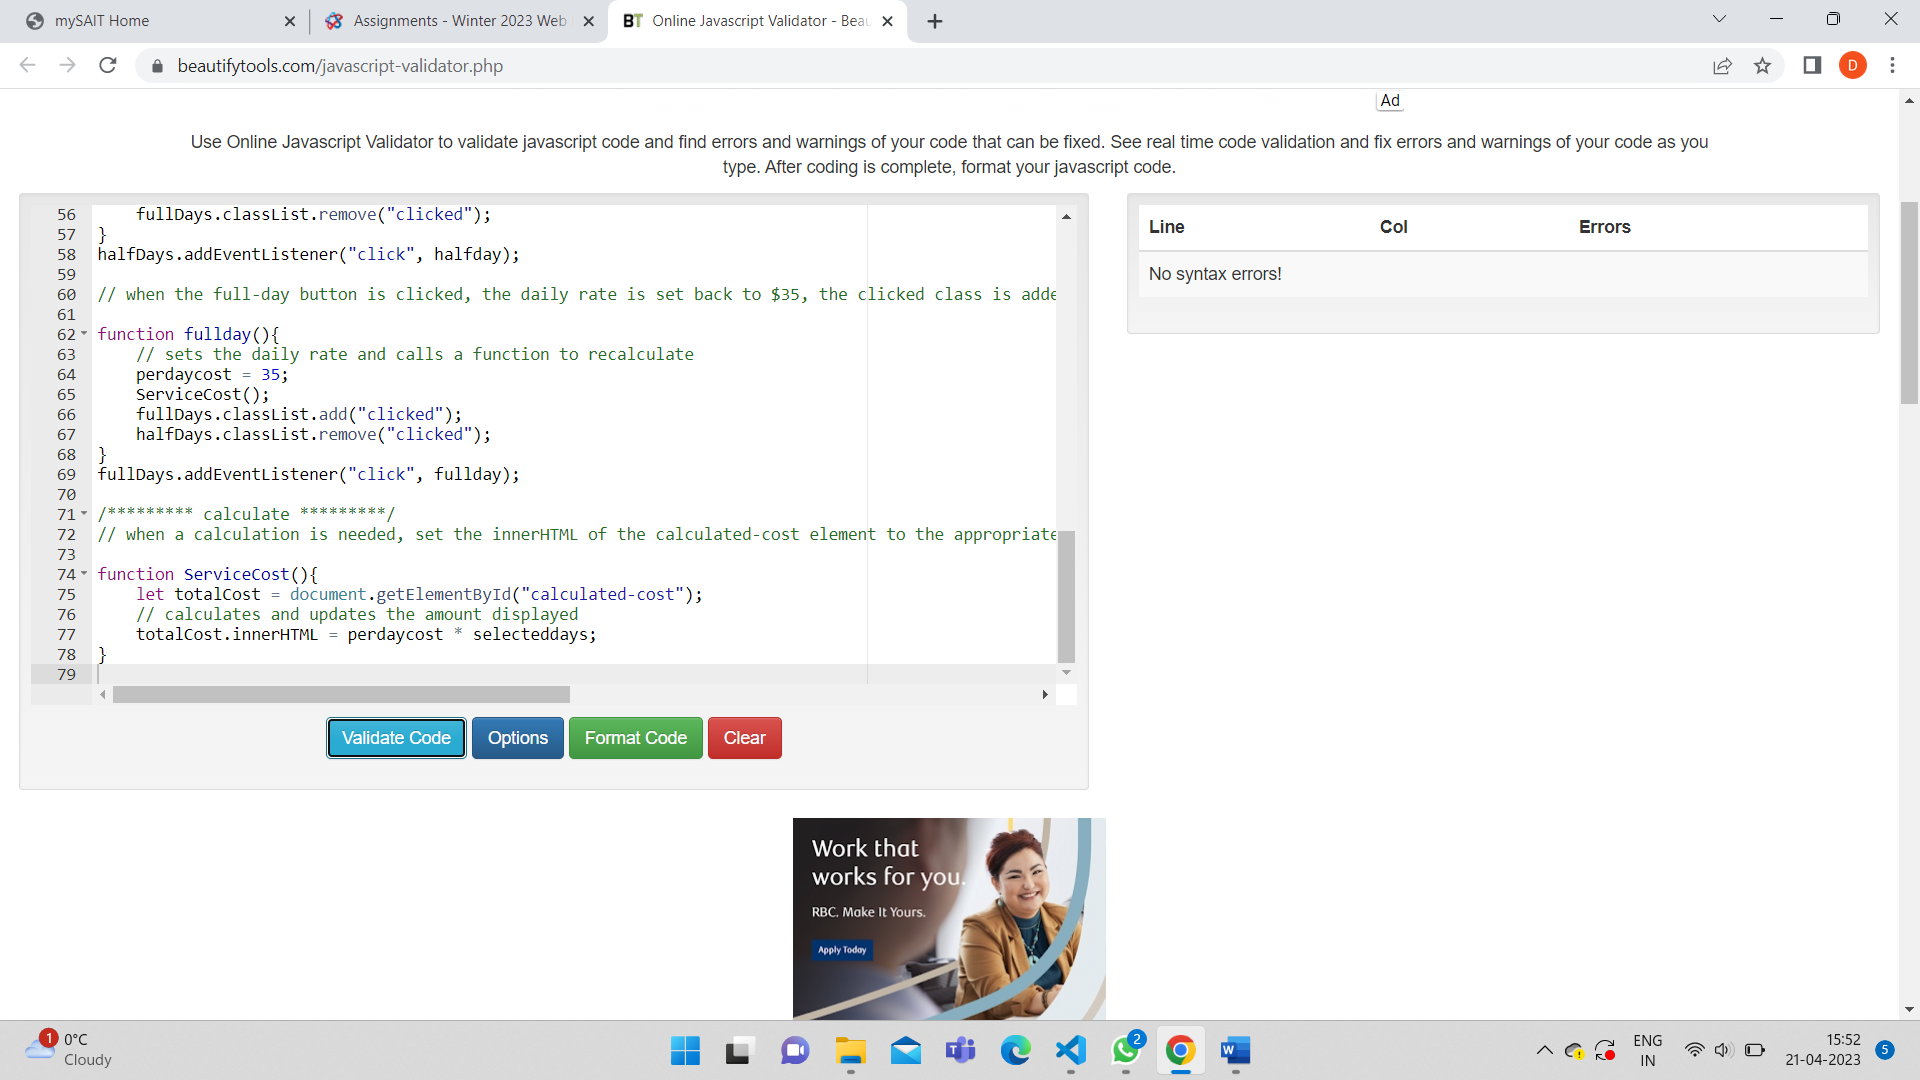 mySAIT Home
Assignments - Winter 2023 Web
BT Online Javascript Validator - Beau
beautifytools.com/javascript-validator.php
D
Ad
Use Online Javascript Validator to validate javascript code and find errors and warnings of your code that can be fixed. See real time code validation and fix errors and warnings of your code as you
type. After coding is complete, format your javascript code.
56 fullDays.classList.remove("clicked");
57 }
58 halfDays.addEventListener("click", halfday);
59
60 // when the full-day button is clicked, the daily rate is set back to $35, the clicked class is adde
61
62 function fullday(){
63 // sets the daily rate and calls a function to recalculate
64 perdaycost = 35;
65 ServiceCost();
66 fullDays.classList.add("clicked");
67 halfDays.classList.remove("clicked");
68 }
69 fullDays.addEventListener("click", fullday);
70
71 /********* calculate *********/
72 // when a calculation is needed, set the innerHTML of the calculated-cost element to the appropriate
73
74 function ServiceCost(){
75 let totalCost = document.getElementById("calculated-cost");
76 // calculates and updates the amount displayed
77 totalCost.innerHTML = perdaycost * selecteddays;
78 }
79
Line Col Errors
No syntax errors!
Validate Code Options Format Code Clear
Work that
works for you.
RBC. Make It Yours.
Apply Today
1
0°C
Cloudy
2
W
ENG
IN
15:52
21-04-2023
5